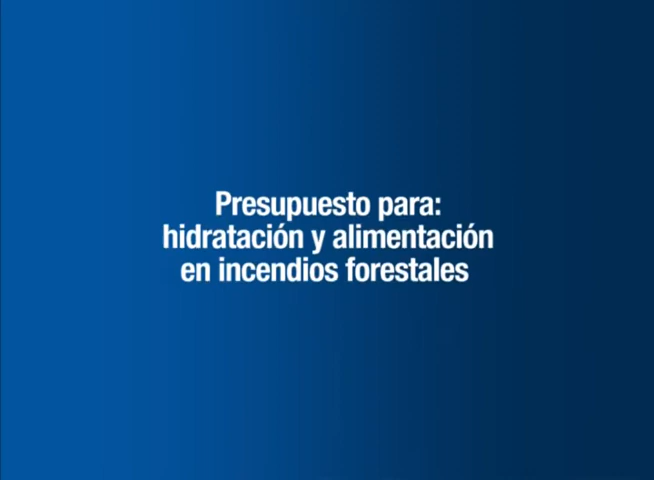 Presupuesto para:
hidratación y alimentación
en incendios forestales